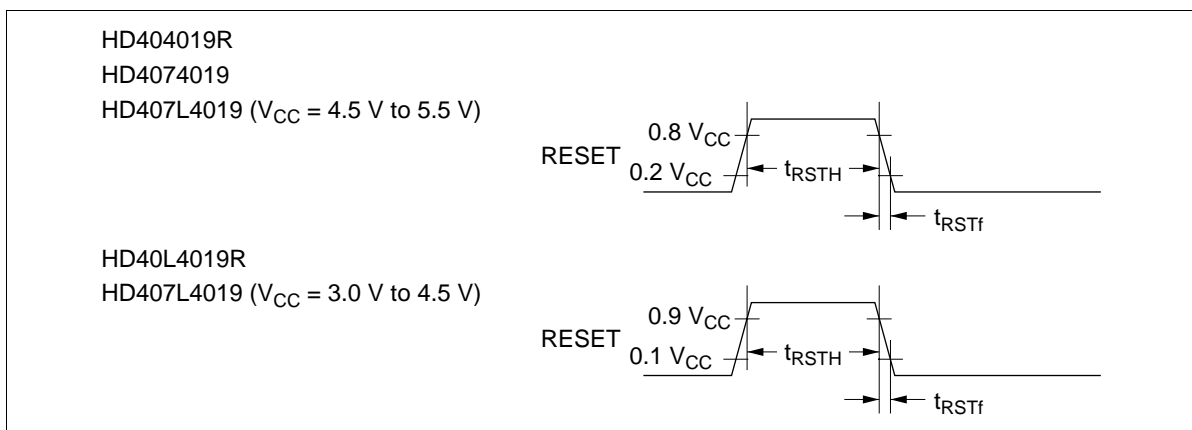 HD404019R
HD4074019
HD407L4019 (VCC = 4.5 V to 5.5 V)
0.8 VCC
RESET
0.2 VCC
tRSTH
tRSTf
HD40L4019R
HD407L4019 (VCC = 3.0 V to 4.5 V)
0.9 VCC
RESET
0.1 VCC
tRSTH
tRSTf